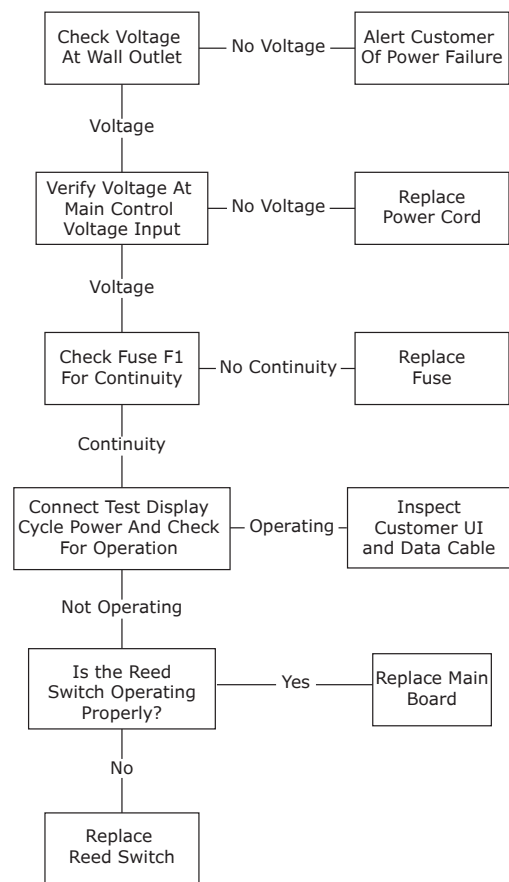 Check Voltage
At Wall Outlet
No Voltage
Alert Customer
Of Power Failure
Voltage
Verify Voltage At
Main Control
Voltage Input
No Voltage
Replace
Power Cord
Voltage
Check Fuse F1
For Continuity
No Continuity
Replace
Fuse
Continuity
Connect Test Display
Cycle Power And Check
For Operation
Operating
Inspect
Customer UI
and Data Cable
Not Operating
Is the Reed
Switch Operating
Properly?
Yes
Replace Main
Board
No
Replace
Reed Switch